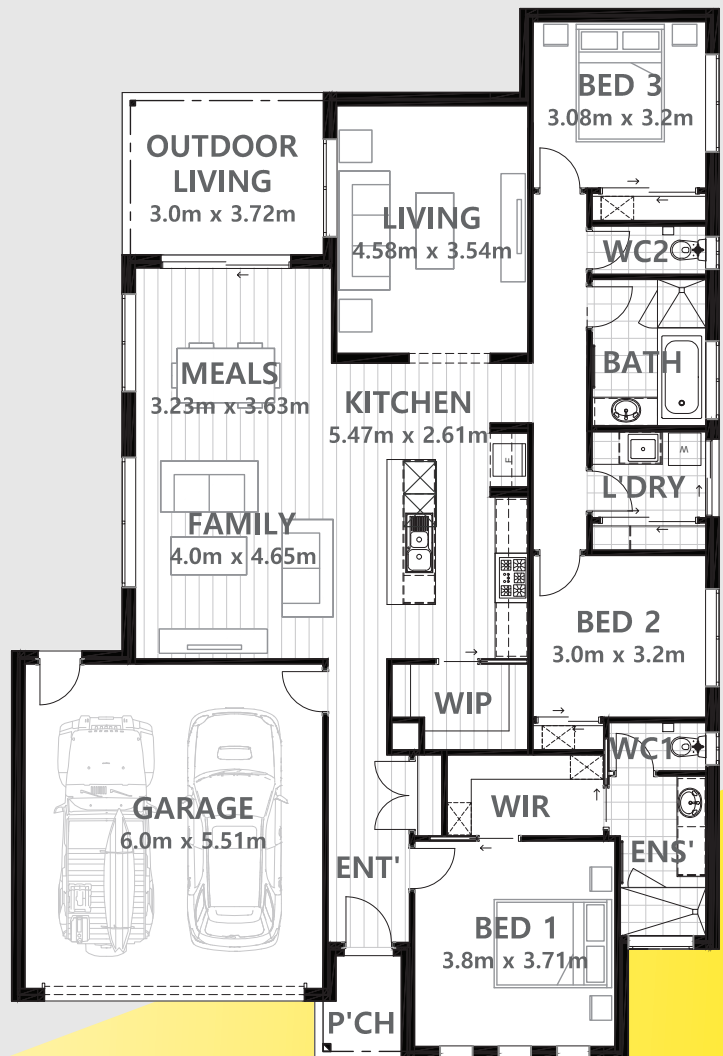 BED 3
3.08m x 3.2m
OUTDOOR
LIVING
3.0m x 3.72m
LIVING
4.58m x 3.54m
WC2
BATH
MEALS
3.23m x 3.63m
KITCHEN
5.47m x 2.61m
F
W
L'DRY
FAMILY
4.0m x 4.65m
BED 2
3.0m x 3.2m
WIP
WC1
GARAGE
6.0m x 5.51m
WIR
ENT'
ENS'
BED 1
3.8m x 3.71m
P'CH